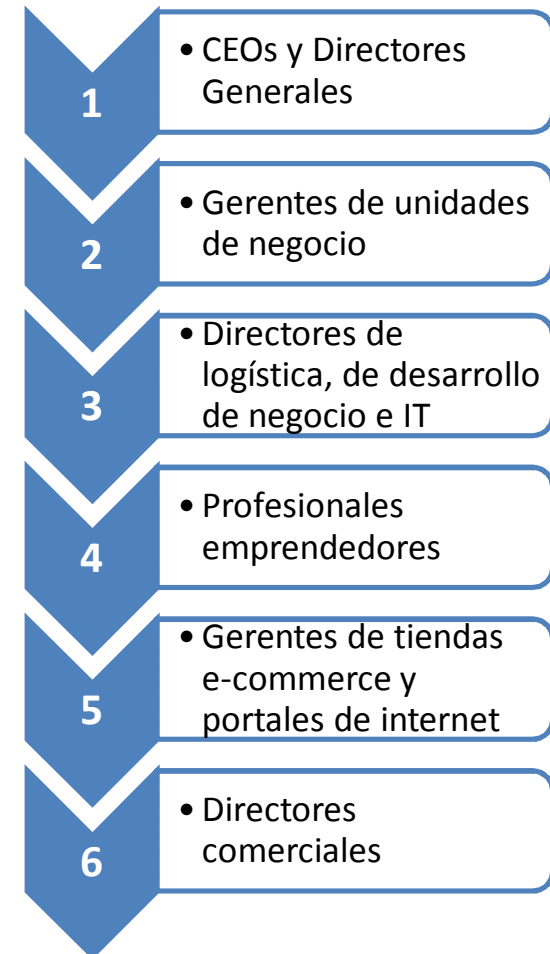 1
• CEOs y Directores
Generales
2
• Gerentes de unidades
de negocio
3
• Directores de
logística, de desarrollo
de negocio e IT
4
• Profesionales
emprendedores
5
• Gerentes de tiendas
e-commerce y
portales de internet
6
• Directores
comerciales